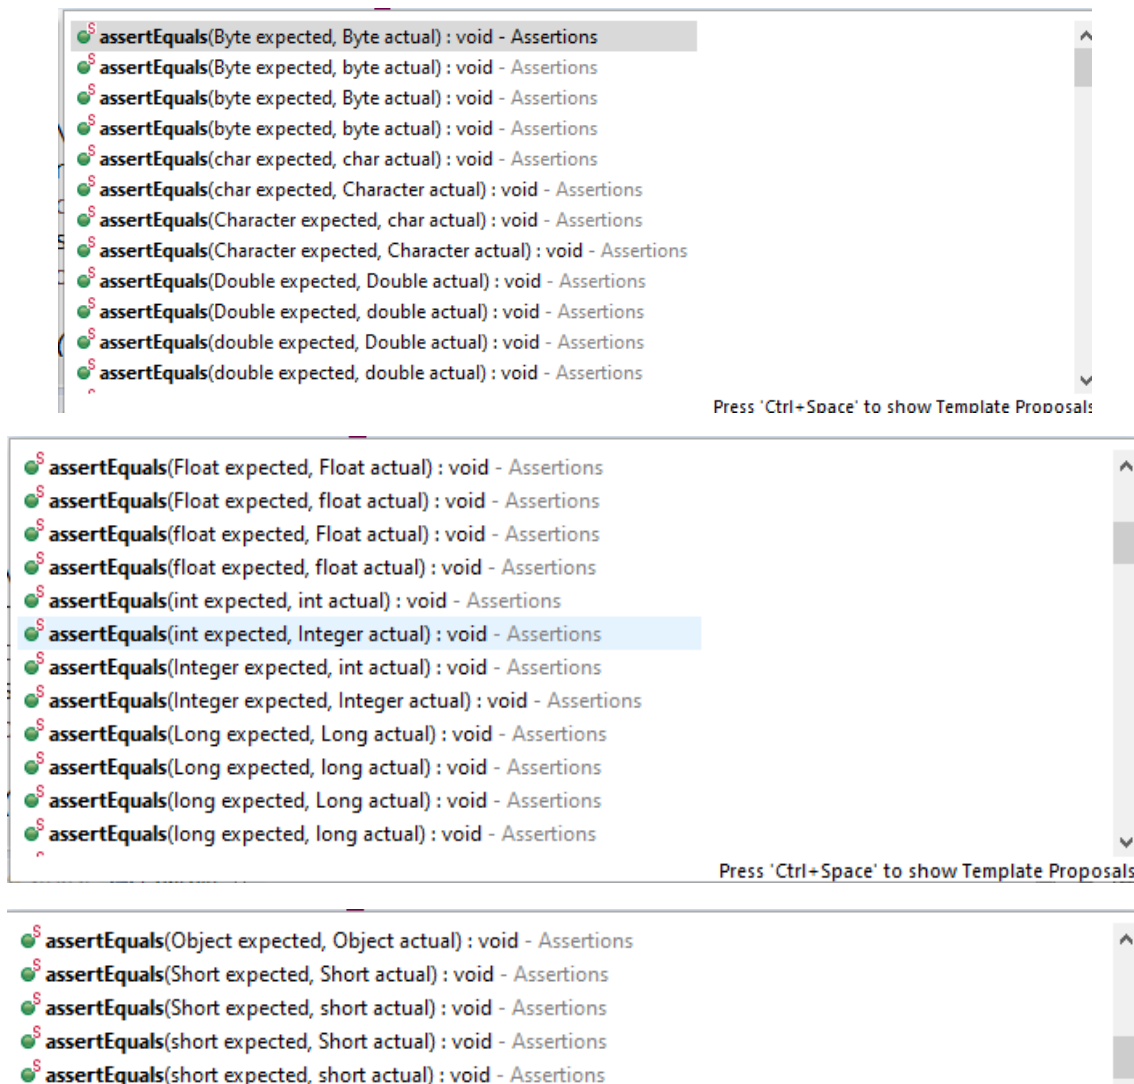 assertEquals(Byte expected, Byte actual) : void - Assertions
assertEquals(Byte expected, byte actual) : void - Assertions
assertEquals(byte expected, Byte actual) : void - Assertions
assertEquals(byte expected, byte actual) : void - Assertions
assertEquals(char expected, char actual) : void - Assertions
assertEquals(char expected, Character actual) : void - Assertions
assertEquals(Character expected, char actual) : void - Assertions
assertEquals(Character expected, Character actual) : void - Assertions
assertEquals(Double expected, Double actual) : void - Assertions
assertEquals(Double expected, double actual) : void - Assertions
assertEquals(double expected, Double actual) : void - Assertions
assertEquals(double expected, double actual) : void - Assertions
Press 'Ctrl+Space' to show Template Proposals
assertEquals(Float expected, Float actual) : void - Assertions
assertEquals(Float expected, float actual) : void - Assertions
assertEquals(float expected, Float actual) : void - Assertions
assertEquals(float expected, float actual) : void - Assertions
assertEquals(int expected, int actual) : void - Assertions
assertEquals(int expected, Integer actual) : void - Assertions
assertEquals(Integer expected, int actual) : void - Assertions
assertEquals(Integer expected, Integer actual) : void - Assertions
assertEquals(Long expected, Long actual) : void - Assertions
assertEquals(Long expected, long actual) : void - Assertions
assertEquals(long expected, Long actual) : void - Assertions
assertEquals(long expected, long actual) : void - Assertions
Press 'Ctrl+Space' to show Template Proposals
assertEquals(Object expected, Object actual) : void - Assertions
assertEquals(Short expected, Short actual) : void - Assertions
assertEquals(Short expected, short actual) : void - Assertions
assertEquals(short expected, Short actual) : void - Assertions
assertEquals(short expected, short actual) : void - Assertions